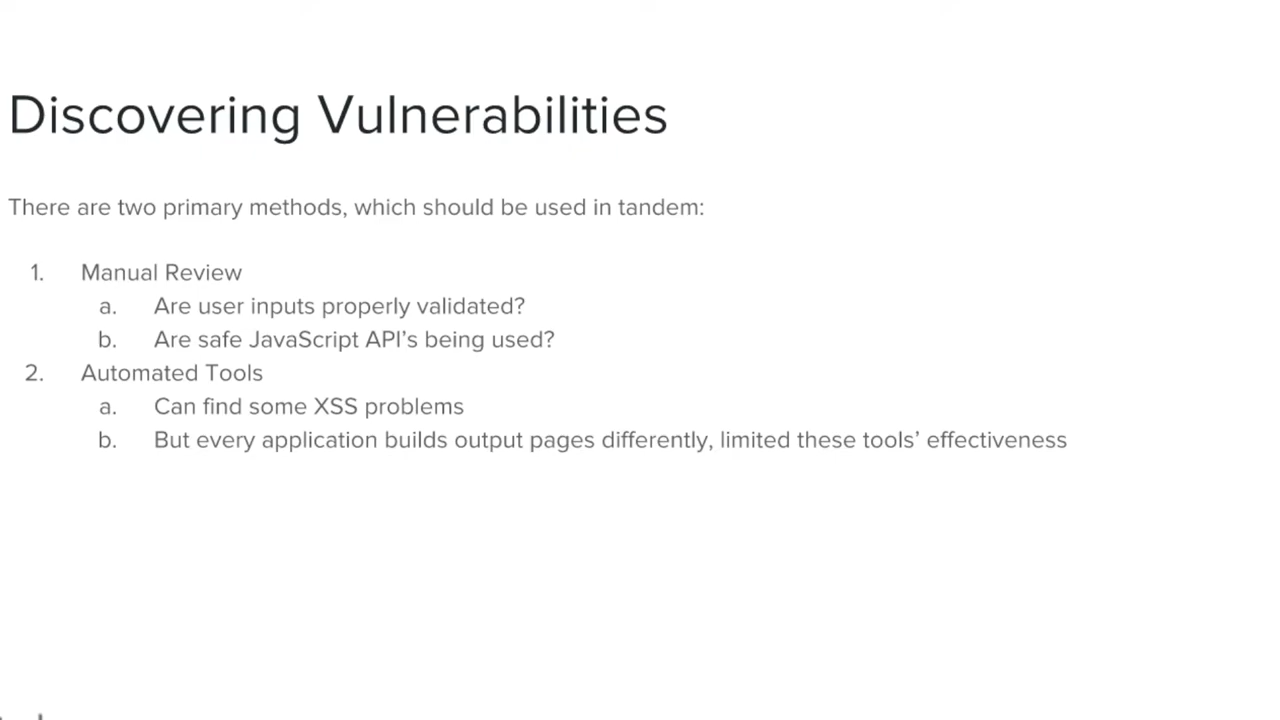 Discovering Vulnerabilities
There are two primary methods, which should be used in tandem:
1. Manual Review
a. Are user inputs properly validated?
b. Are safe JavaScript API's being used?
2. Automated Tools
a. Can find some XSS problems
b. But every application builds output pages differently, limited these tools' effectiveness